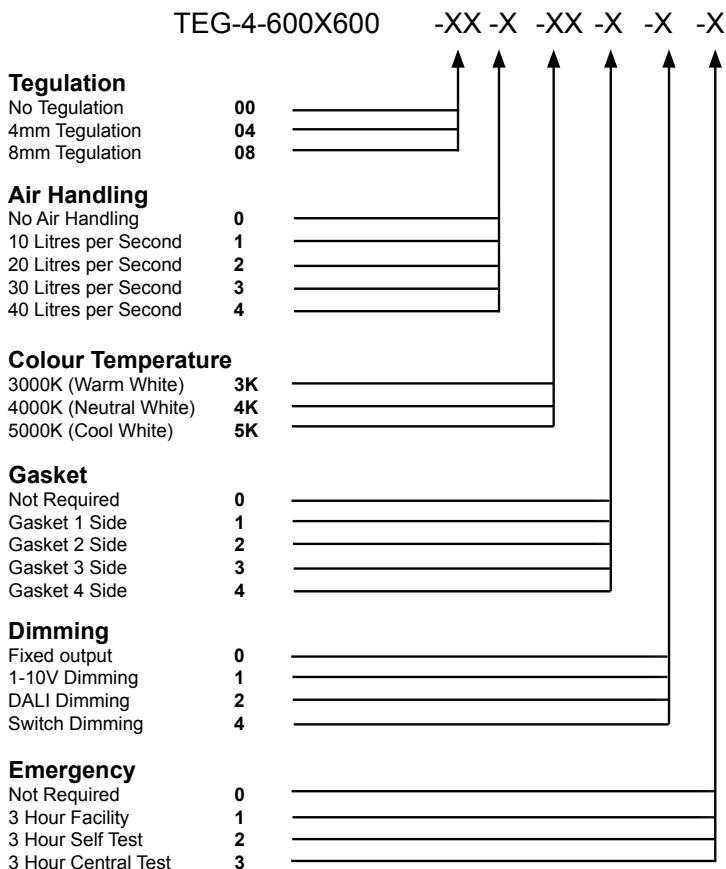 TEG-4-600X600 -XX -X -XX -X -X -X
Tegulation
No Tegulation 00
4mm Tegulation 04
8mm Tegulation 08
Air Handling
No Air Handling 0
10 Litres per Second 1
20 Litres per Second 2
30 Litres per Second 3
40 Litres per Second 4
Colour Temperature
3000K (Warm White) 3K
4000K (Neutral White) 4K
5000K (Cool White) 5K
Gasket
Not Required 0
Gasket 1 Side 1
Gasket 2 Side 2
Gasket 3 Side 3
Gasket 4 Side 4
Dimming
Fixed output 0
1-10V Dimming 1
DALI Dimming 2
Switch Dimming 4
Emergency
Not Required 0
3 Hour Facility 1
3 Hour Self Test 2
3 Hour Central Test 3